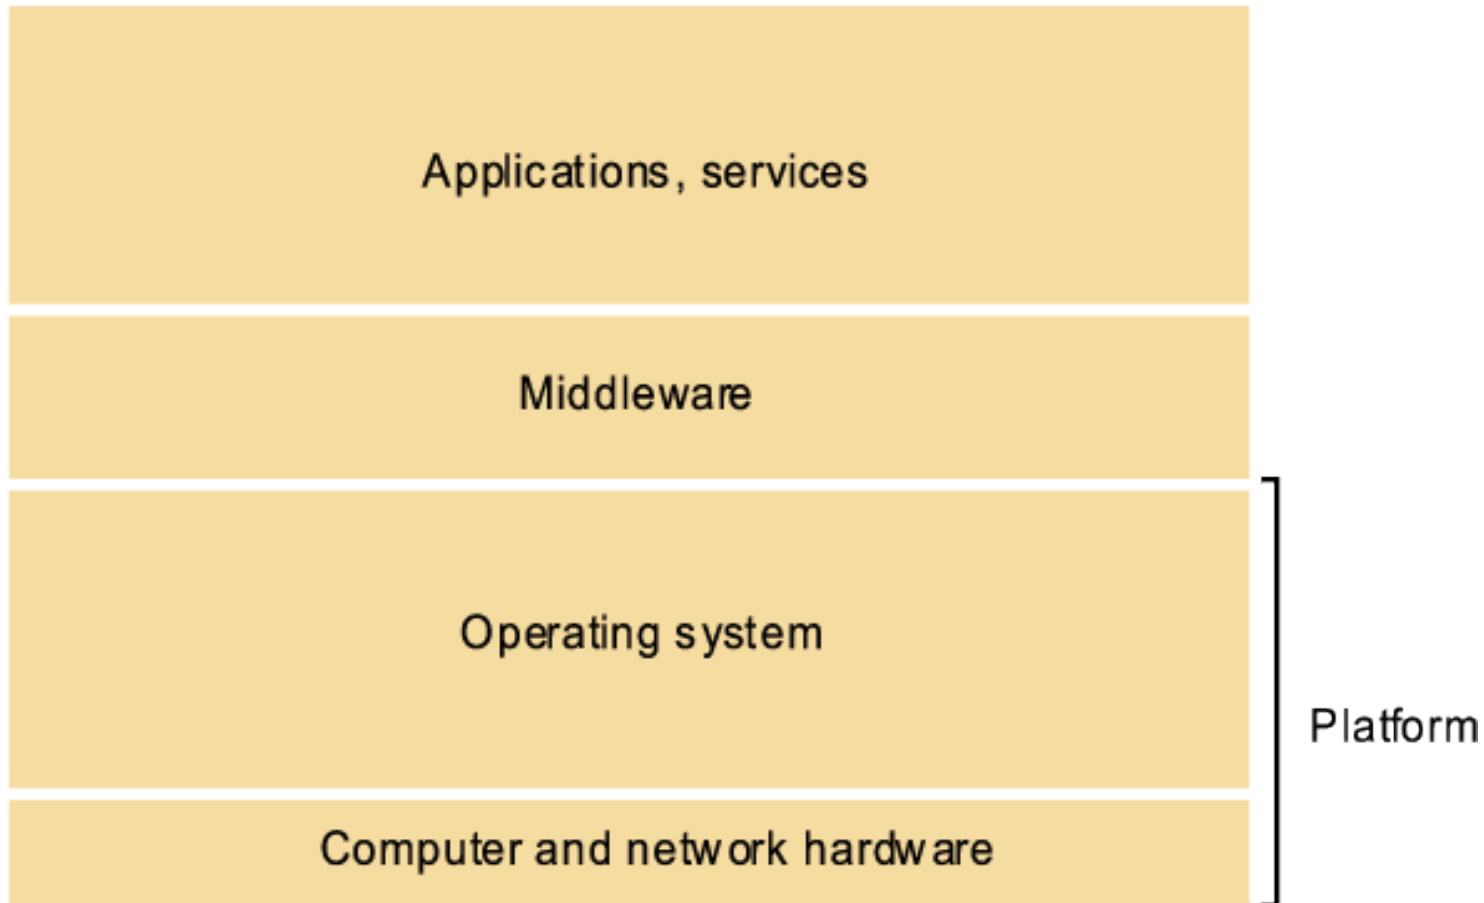 Applications, services
Middleware
Operating system
Platform
Computer and network hardware